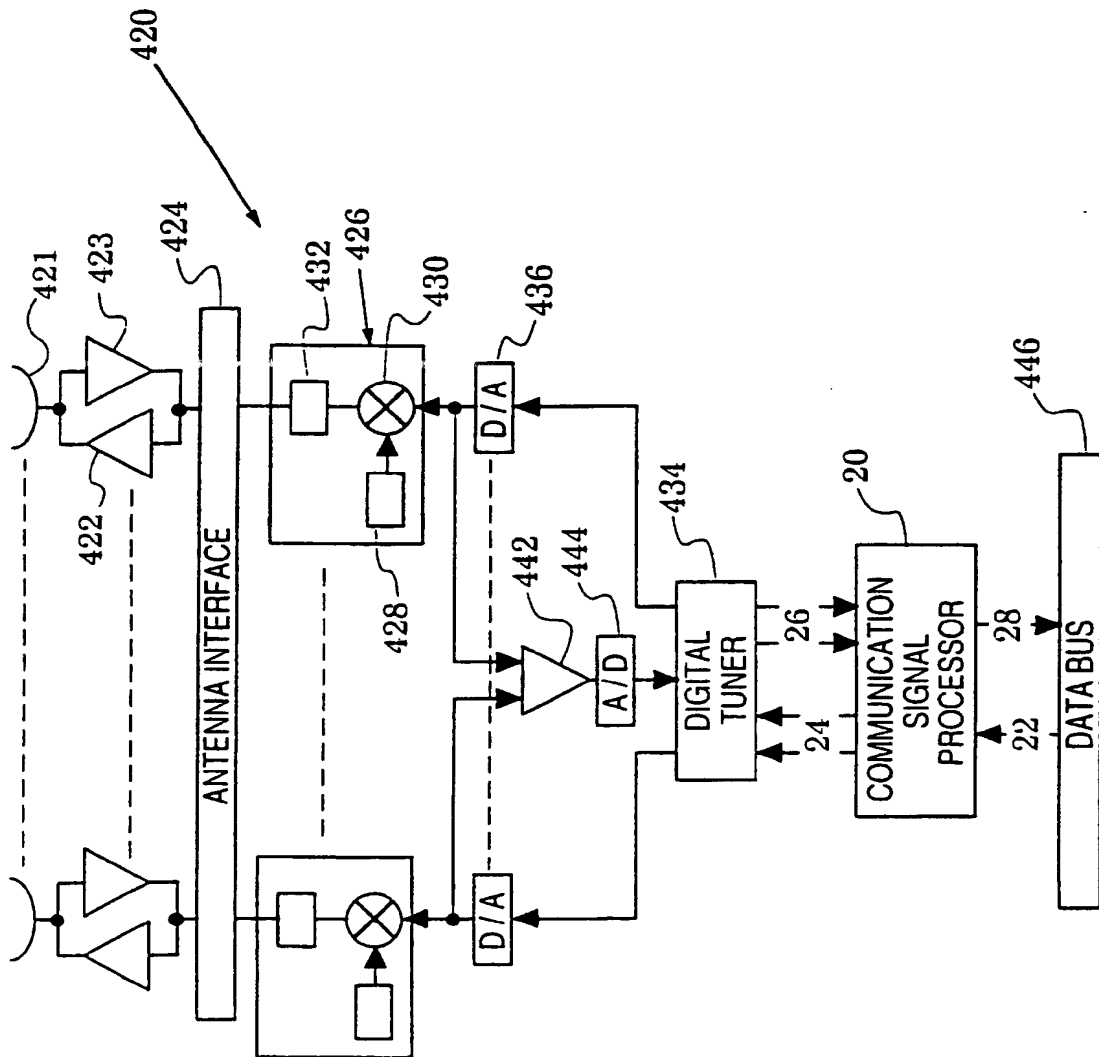 420
421
423
422
424
ANTENNA INTERFACE
432
426
430
428
436
D/A
D/A
442
444
A/D
434
DIGITAL
TUNER
26
24
20
COMMUNICATION
SIGNAL
PROCESSOR
28
22
446
DATA BUS